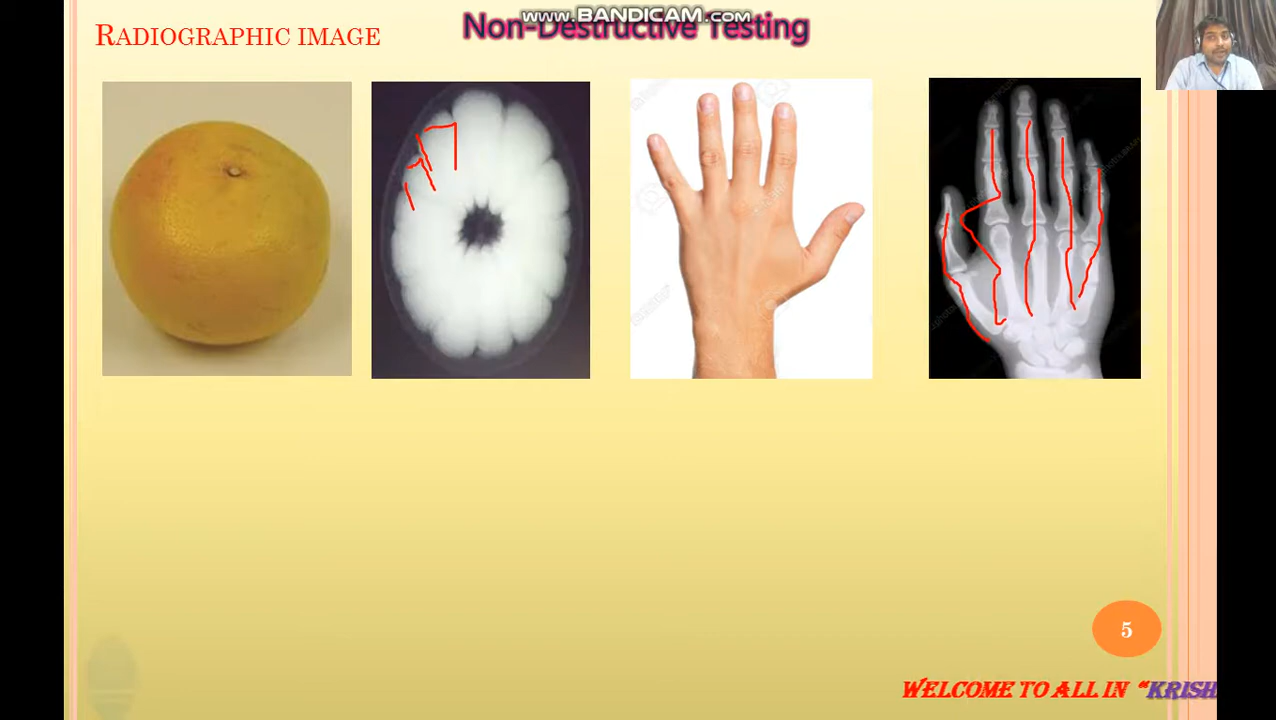 www.BANDICAM.com
RADIOGRAPHIC IMAGE
Non-Destructive Testing
5
WELCOME TO ALL IN “KRISH